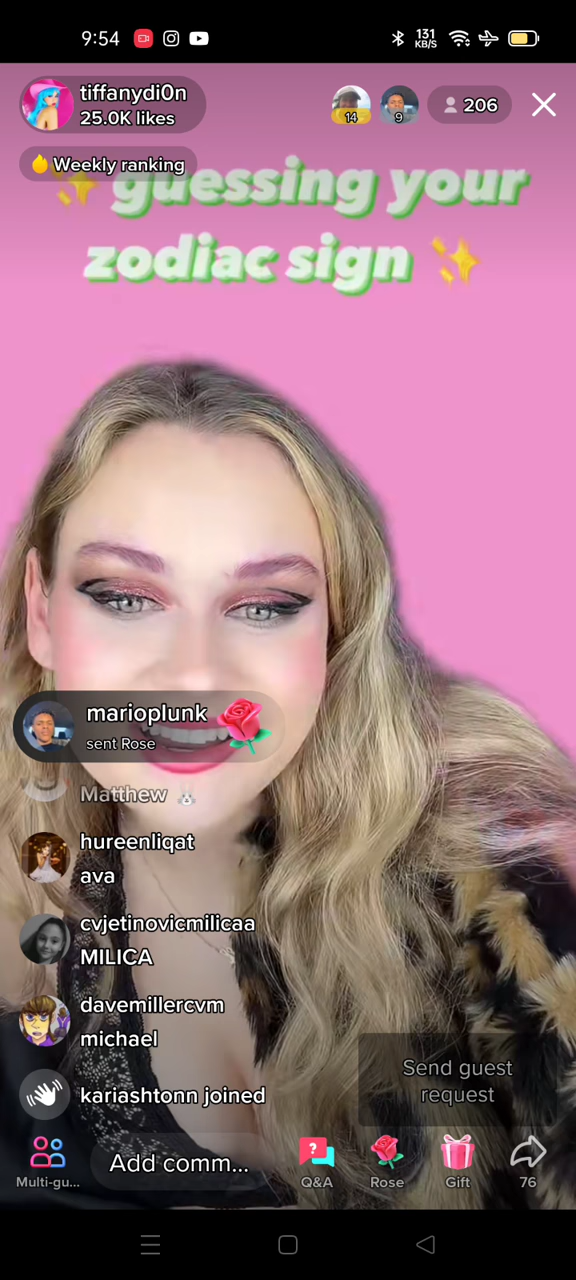 9:54
131
KB/S
tiffanydi0n
25.0K likes
14
9
206
Weekly ranking
guessing your
zodiac sign
marioplunk
sent Rose
Matthew
hureenliqat
ava
cvjetinovicmilicaa
MILICA
davemillercvm
michael
kariashtonn joined
Send guest
request
Multi-gu...
Add comm...
Q&A
Rose
Gift
76